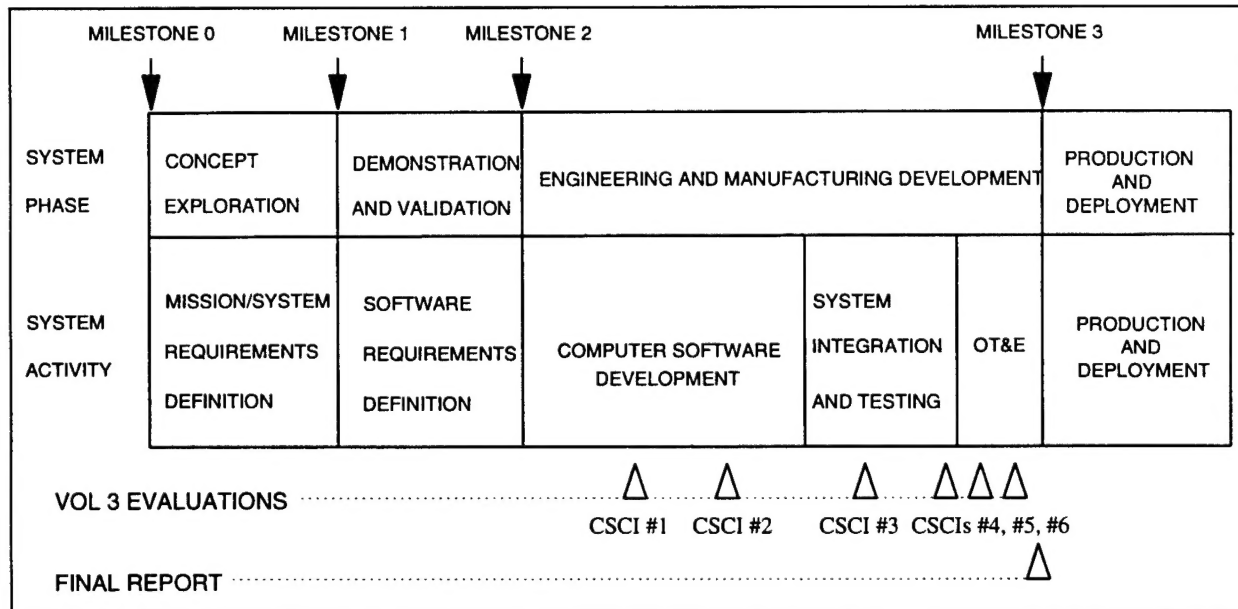 MILESTONE 0 MILESTONE 1 MILESTONE 2 MILESTONE 3
SYSTEM
PHASE
CONCEPT
EXPLORATION
DEMONSTRATION
AND VALIDATION
ENGINEERING AND MANUFACTURING DEVELOPMENT
PRODUCTION
AND
DEPLOYMENT
SYSTEM
ACTIVITY
MISSION/SYSTEM
REQUIREMENTS
DEFINITION
SOFTWARE
REQUIREMENTS
DEFINITION
COMPUTER SOFTWARE
DEVELOPMENT
SYSTEM
INTEGRATION
AND TESTING
OT&E
PRODUCTION
AND
DEPLOYMENT
VOL 3 EVALUATIONS
CSCI #1 CSCI #2 CSCI #3 CSCIs #4, #5, #6
FINAL REPORT